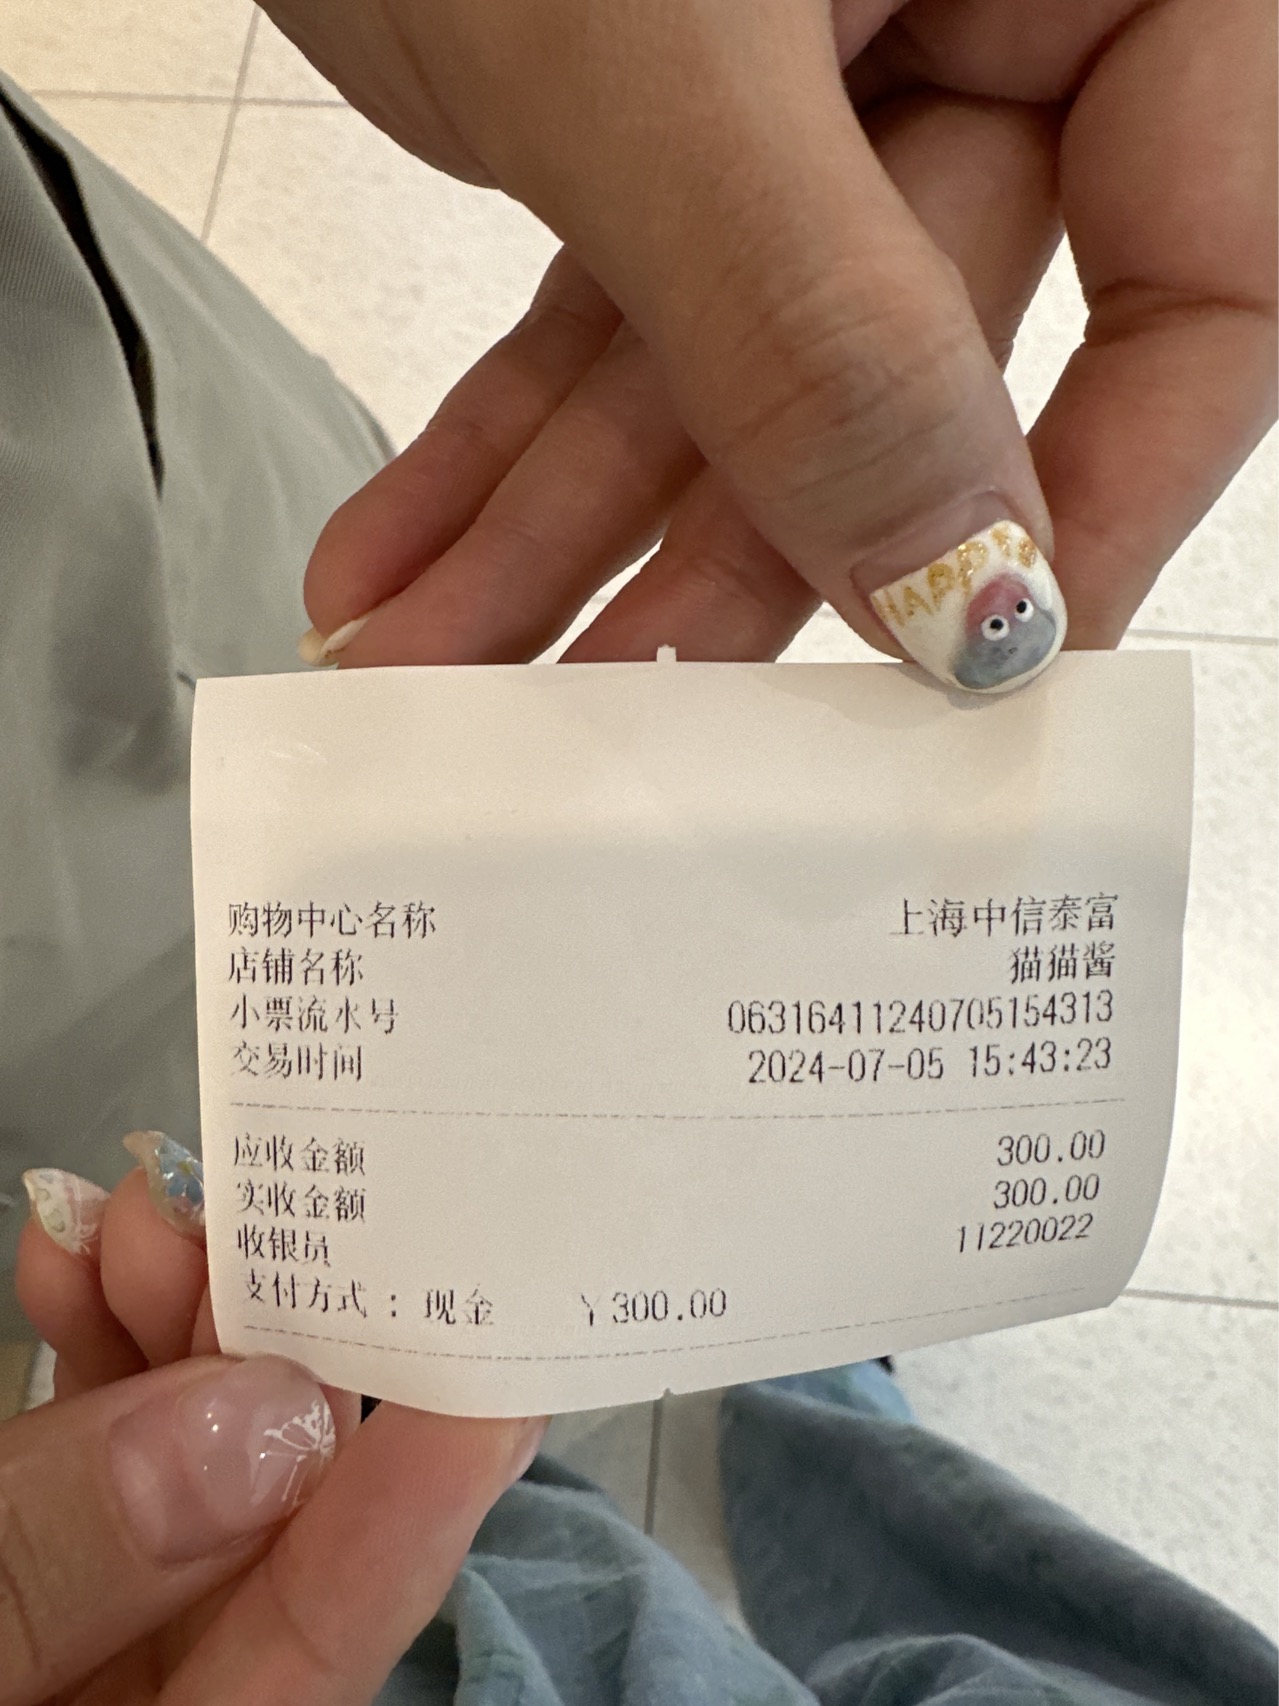 HAPPY
购物中心名称 上海中信泰富
店铺名称 猫猫酱
小票流水号 06316411240705154313
交易时间 2024-07-05 15:43:23
应收金额 300.00
实收金额 300.00
收银员 11220022
支付方式：现金 ¥300.00